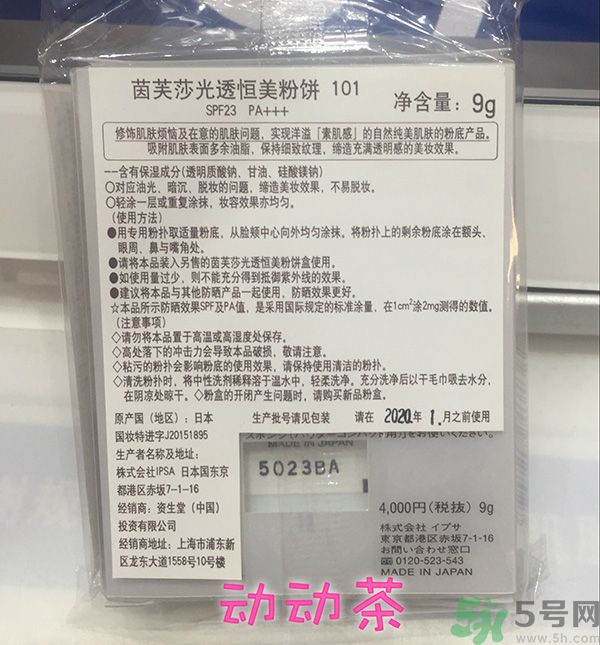 茵芙莎光透恒美粉饼 101
SPF23 PA+++
净含量：9g
修饰肌肤烦恼及在意的肌肤问题，实现洋溢「素肌感」的自然纯美肌肤的粉底产品。
吸附肌肤表面多余油脂，保持细致纹理，缔造充满透明感的美妆效果。
--含有保湿成分(透明质酸钠、甘油、硅酸镁钠)
○对应油光、暗沉、脱妆的问题，缔造美妆效果，不易脱妆。
○轻涂一层或重复涂抹，妆容效果亦均匀。
(使用方法)
●用专用粉扑取适量粉底，从脸颊中心向外均匀涂抹。将粉扑上的剩余粉底涂在额头、
眼周、鼻与嘴角处。
●请将本品装入另售的茵芙莎光透恒美粉饼盒使用。
●如使用量过少，则不能充分得到抵御紫外线的效果。
●建议将本品与其他防晒产品一起使用，防晒效果更好。
☆本品所示防晒效果SPF及PA值，是采用国际规定的标准涂量，在1cm²涂2mg测得的数值。
(注意事项)
◇请勿将本品置于高温或高湿度处保存。
◇高处落下的冲击力会导致本品破损，敬请注意。
◇粘污的粉扑会影响粉底的使用效果，请保持使用清洁的粉扑。
◇清洗粉扑时，将中性洗剂稀释溶于温水中，轻柔洗净。充分洗净后以干毛巾吸去水分，
在阴凉处晾干。◇粉盒的开闭产生问题时，请购买新品粉盒。
原产国（地区）：日本
生产批号请见包装 请在 2020年 1.月之前使用
国妆特进字J20151895
生产者名称及地址：
株式会社IPSA 日本国东京
都港区赤坂7-1-16
经销商：资生堂（中国）
投资有限公司
经销商地址：上海市浦东新
区龙东大道1558号10号楼
MADE IN JAPAN
5023BA
4,000円(税抜) 9g
株式会社 イプサ
東京都港区赤坂7-1-16
お問い合わせ窓口
0120-523-543
MADE IN JAPAN
动动茶
5号网
www.5h.com